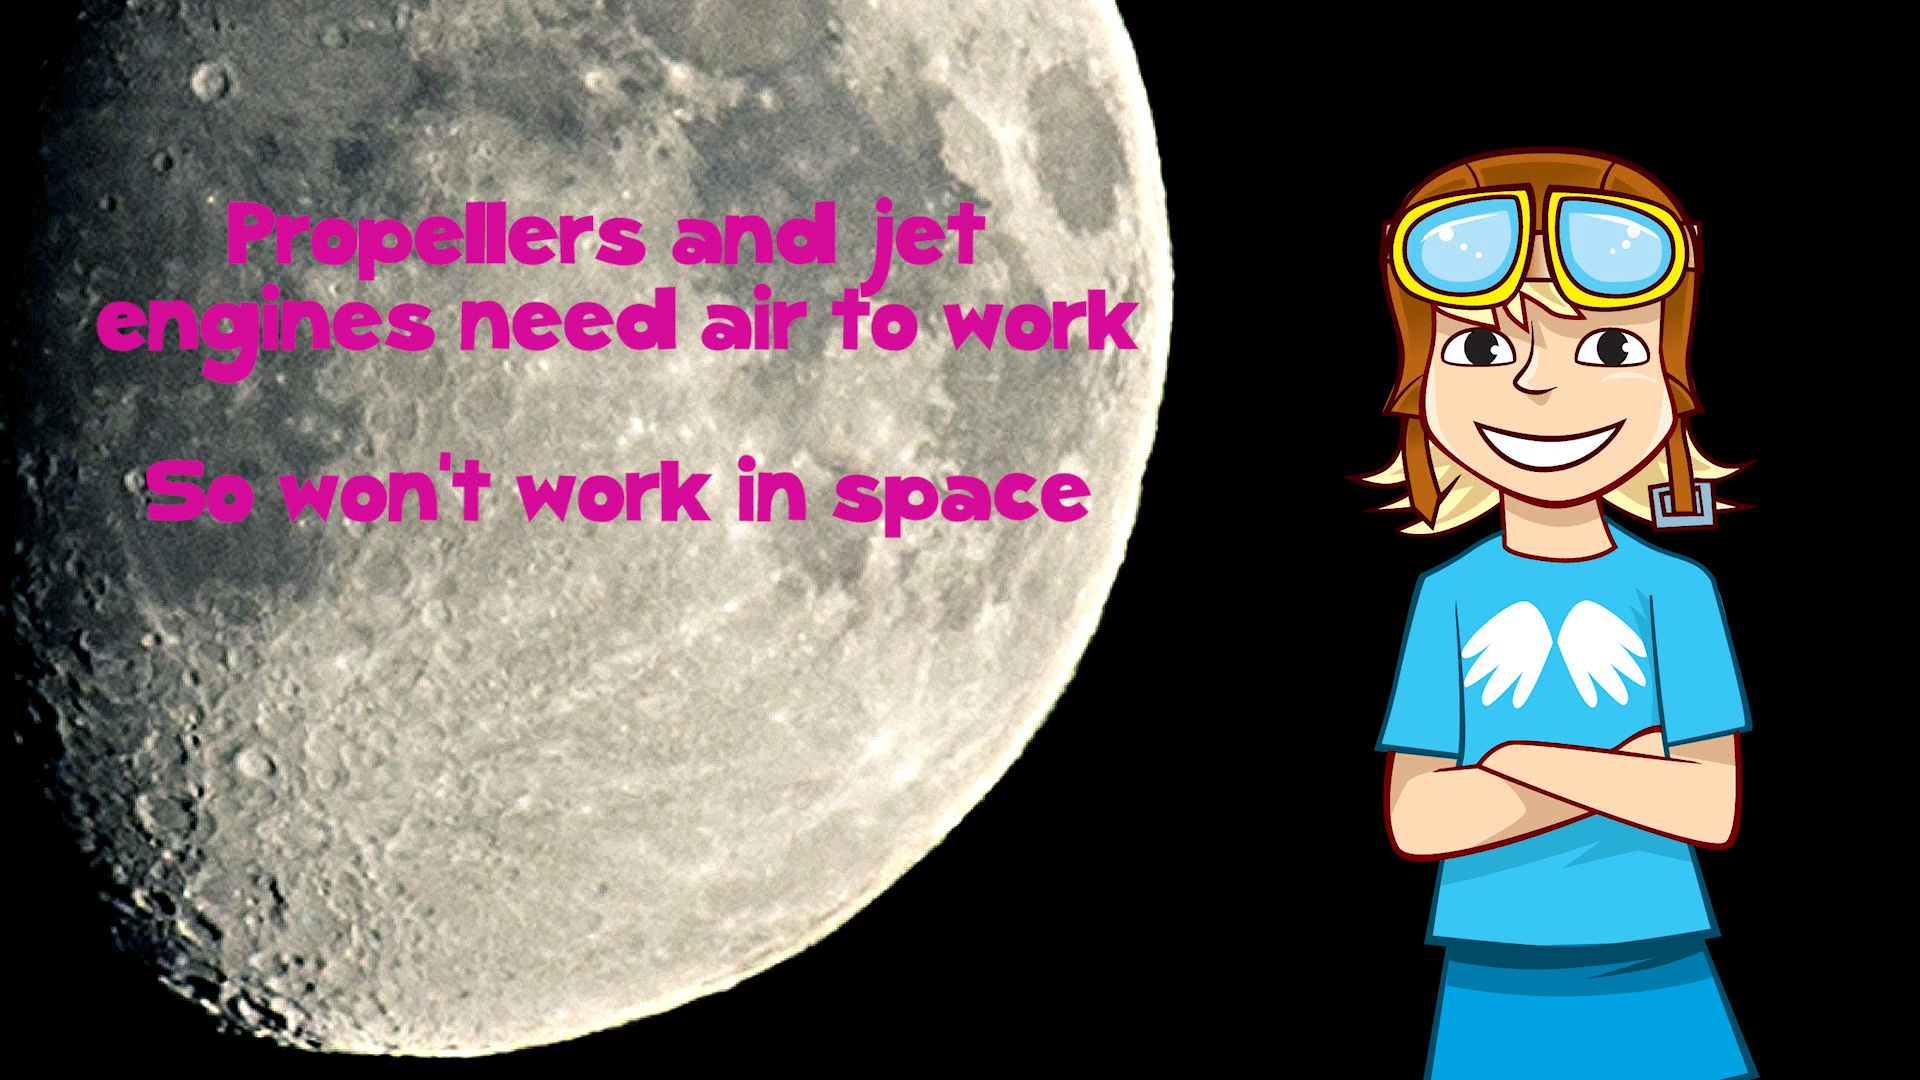 Propellers and jet
engines need air to work
So won't work in space